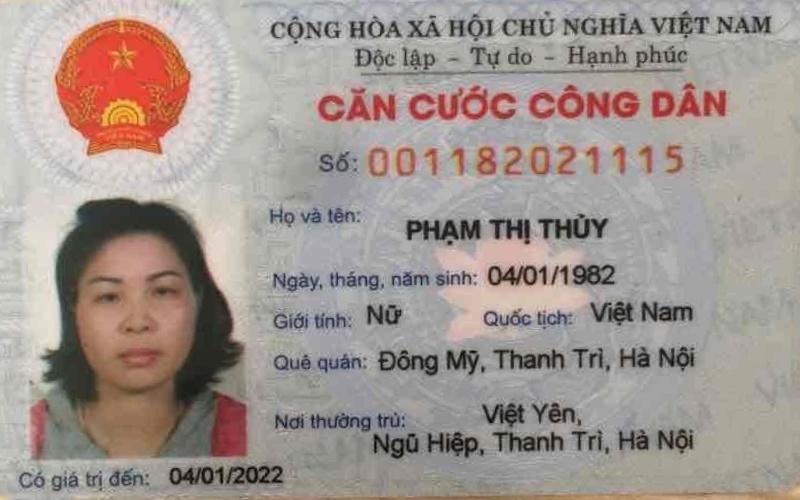 CỘNG HÒA XÃ HỘI CHỦ NGHĨA VIỆT NAM
Độc lập - Tự do - Hạnh phúc
CĂN CƯỚC CÔNG DÂN
Số: 001182021115
Họ và tên: PHẠM THỊ THỦY
Ngày, tháng, năm sinh: 04/01/1982
Giới tính: Nữ Quốc tịch: Việt Nam
Quê quán: Đông Mỹ, Thanh Trì, Hà Nội
Nơi thường trú: Việt Yên,
Ngũ Hiệp, Thanh Trì, Hà Nội
Có giá trị đến: 04/01/2022